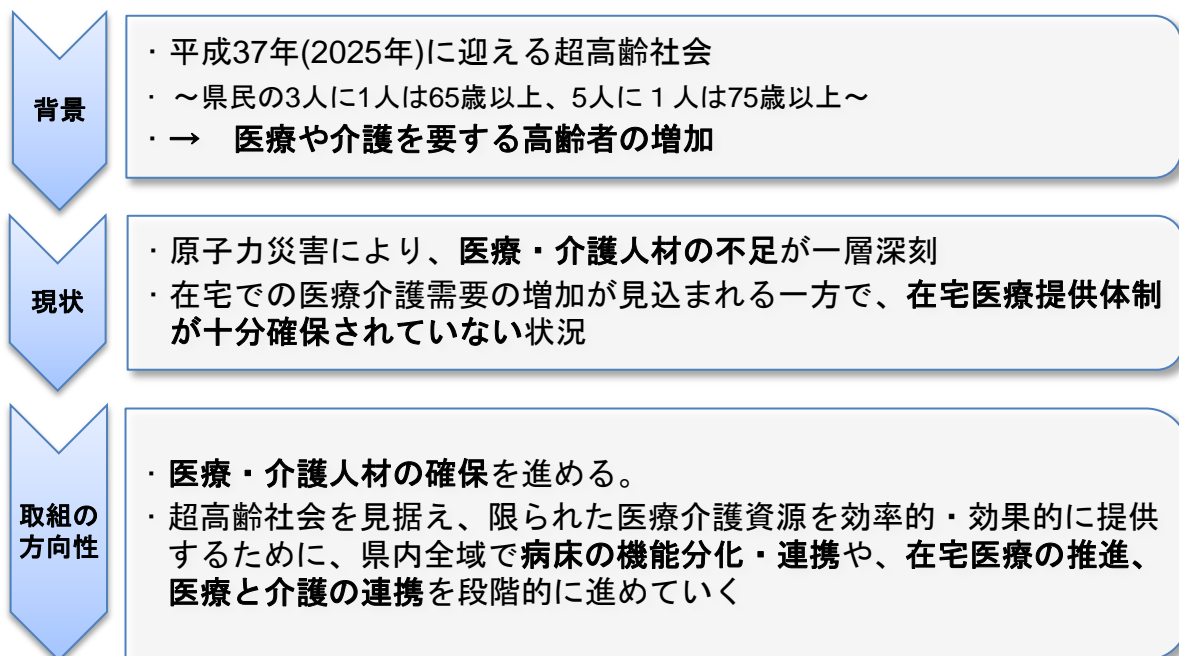 背景
・平成37年(2025年)に迎える超高齢社会
・ ～県民の3人に1人は65歳以上、5人に１人は75歳以上～
・→　医療や介護を要する高齢者の増加
現状
・原子力災害により、医療・介護人材の不足が一層深刻
・在宅での医療介護需要の増加が見込まれる一方で、在宅医療提供体制
が十分確保されていない状況
取組の
方向性
・医療・介護人材の確保を進める。
・超高齢社会を見据え、限られた医療介護資源を効率的・効果的に提供
するために、県内全域で病床の機能分化・連携や、在宅医療の推進、
医療と介護の連携を段階的に進めていく